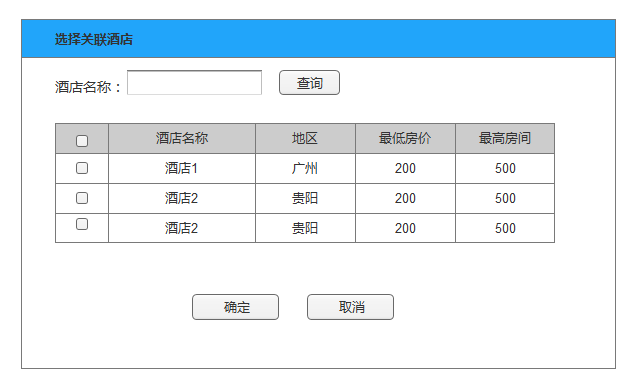 选择关联酒店
酒店名称： 查询
酒店名称 地区 最低房价 最高房间
酒店1 广州 200 500
酒店2 贵阳 200 500
酒店2 贵阳 200 500
确定 取消